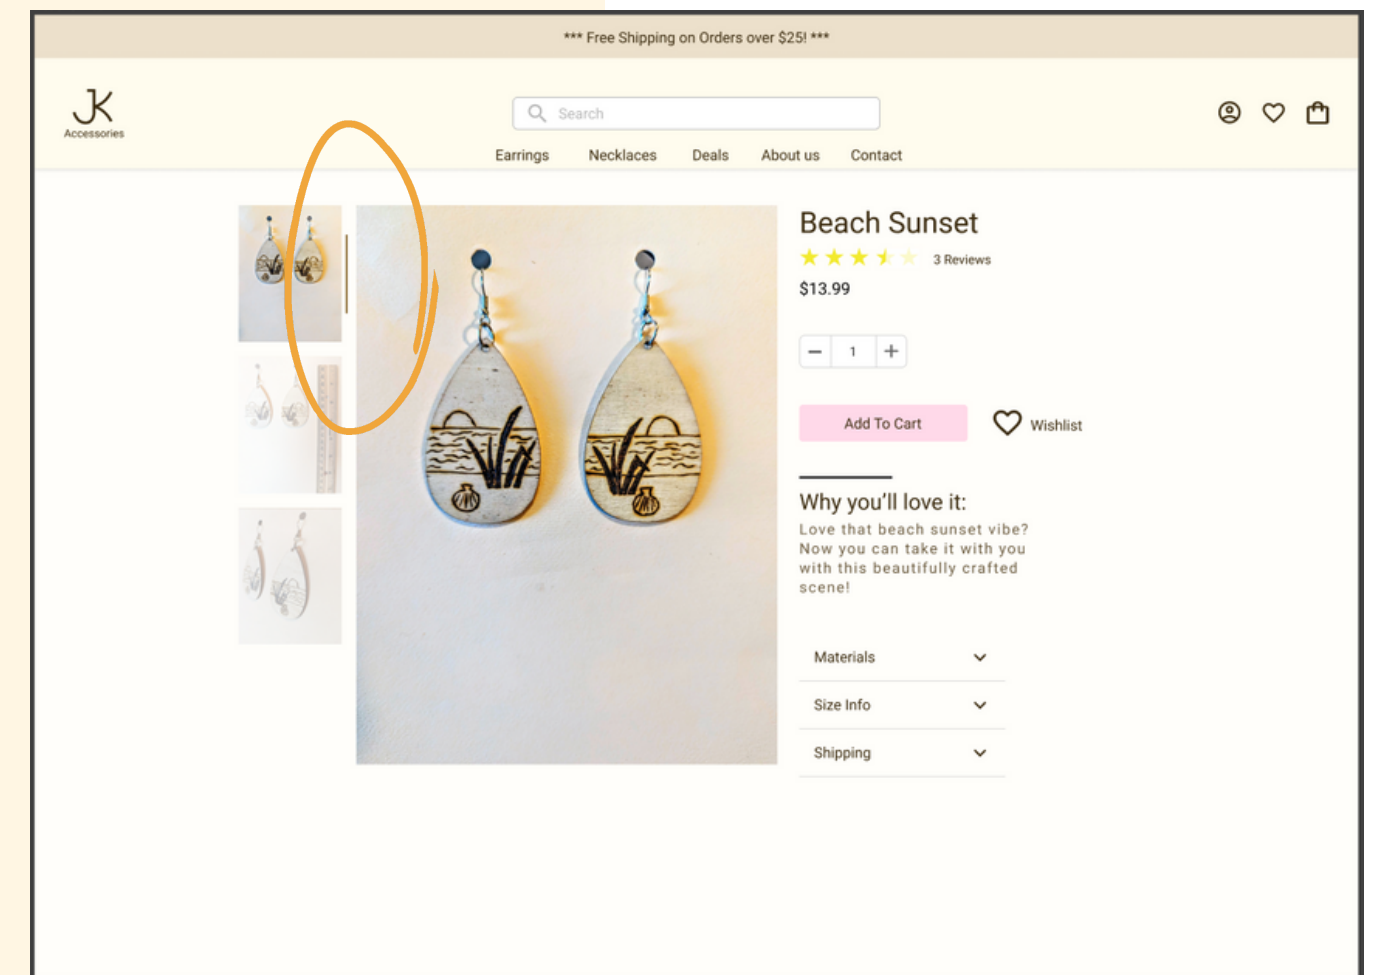 *** Free Shipping on Orders over $25! ***
JK
Accessories
Search
Earrings Necklaces Deals About us Contact
Beach Sunset
3 Reviews
$13.99
1
Add To Cart
Wishlist
Why you'll love it:
Love that beach sunset vibe?
Now you can take it with you
with this beautifully crafted
scene!
Materials
Size Info
Shipping